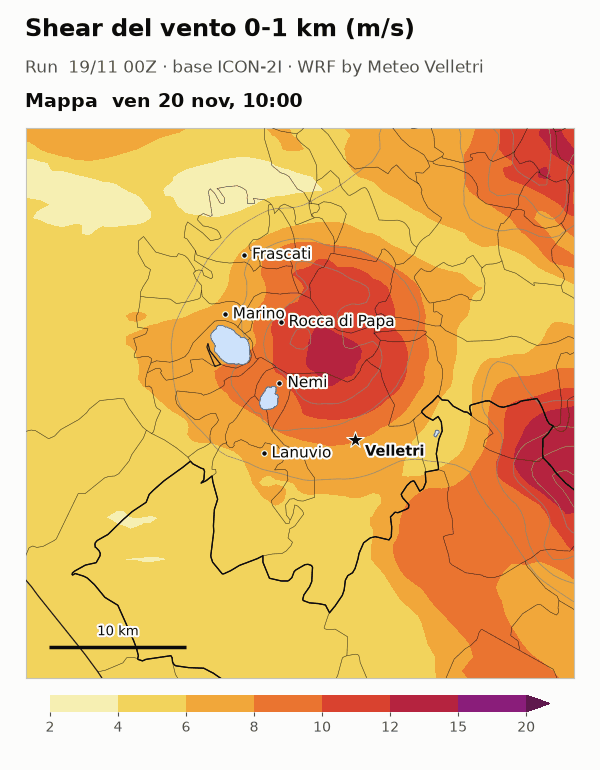 Shear del vento 0-1 km (m/s)
Run  19/11 00Z · base ICON-2I · WRF by Meteo Velletri
Mappa  ven 20 nov, 10:00
Frascati
Marino
Rocca di Papa
Nemi
Velletri
Lanuvio
10 km
2 4 6 8 10 12 15 20